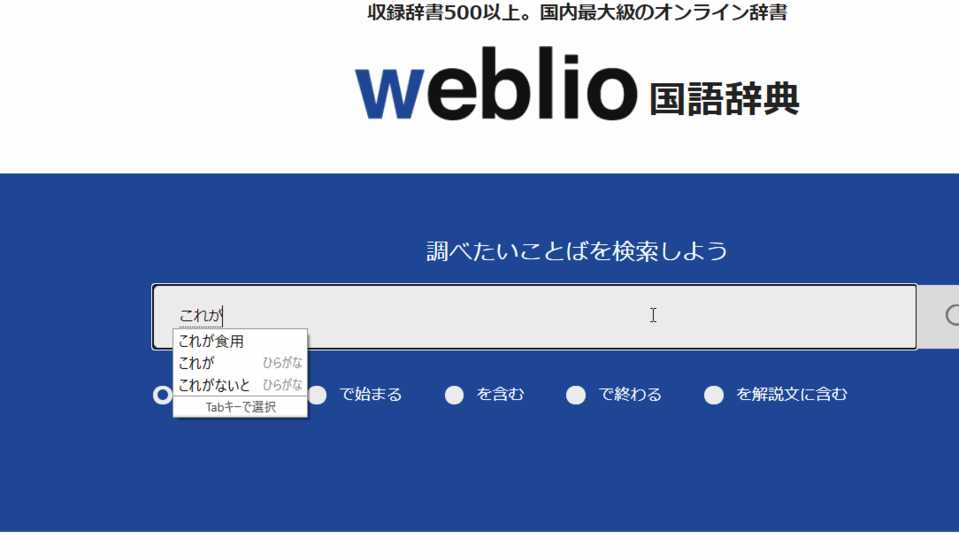 収録辞書500以上。国内最大級のオンライン辞書
weblio 国語辞典
調べたいことばを検索しよう
これが
これが食用
これが ひらがな
これがないと ひらがな
Tabキーで選択
で始まる を含む で終わる を解説文に含む